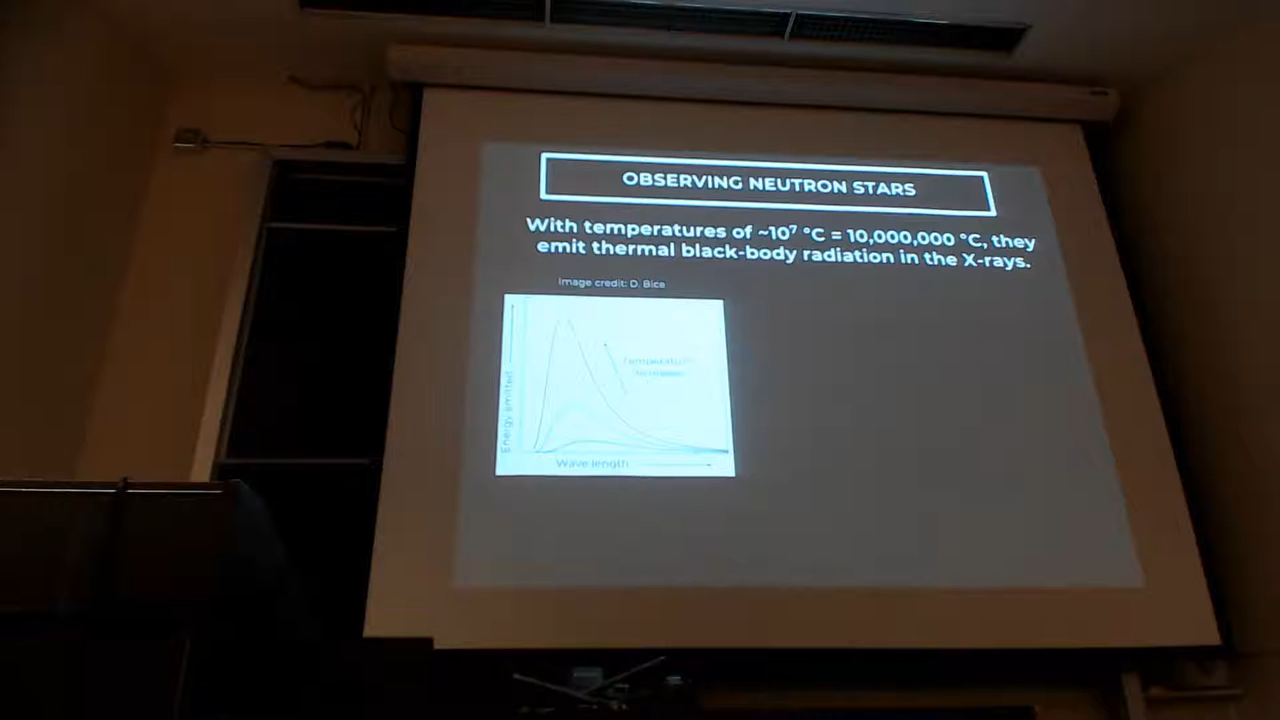 OBSERVING NEUTRON STARS
With temperatures of ~10⁷ °C = 10,000,000 °C, they
emit thermal black-body radiation in the X-rays.
Image credit: D. Bice
Temperature
Energy emitted
Wave length